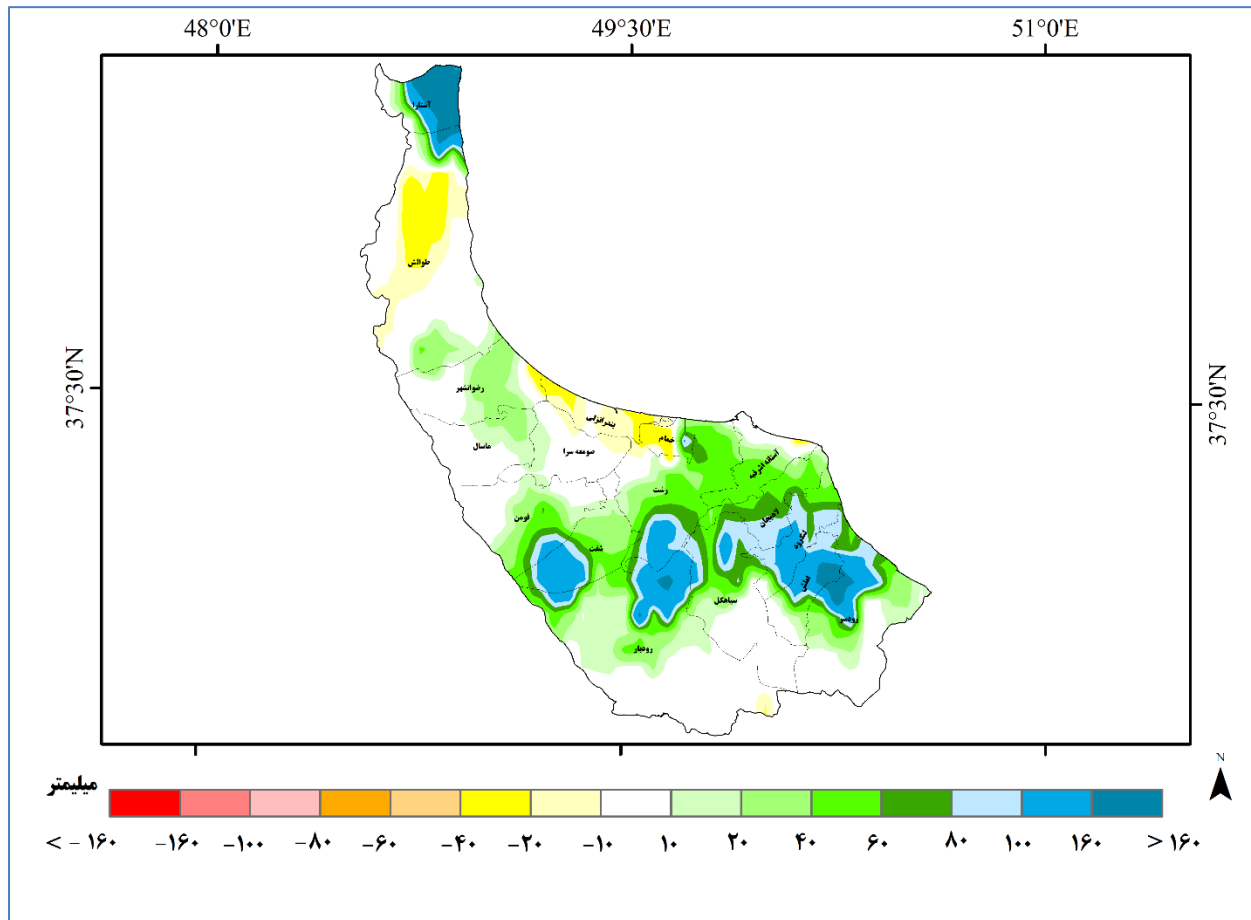 48°0'E 49°30'E 51°0'E
آستارا
طوالش
37°30'N 37°30'N
رضوانشهر
بندرانزلی
خمام
ماسال
صومعه سرا
آستانه اشرفیه
رشت
فومن
لاهیجان
لنگرود
شفت
املش
سیاهکل
رودسر
رودبار
N
میلیمتر
< - ۱۶۰ -۱۶۰ -۱۰۰ -۸۰ -۶۰ -۴۰ -۲۰ -۱۰ ۱۰ ۲۰ ۴۰ ۶۰ ۸۰ ۱۰۰ ۱۶۰ > ۱۶۰